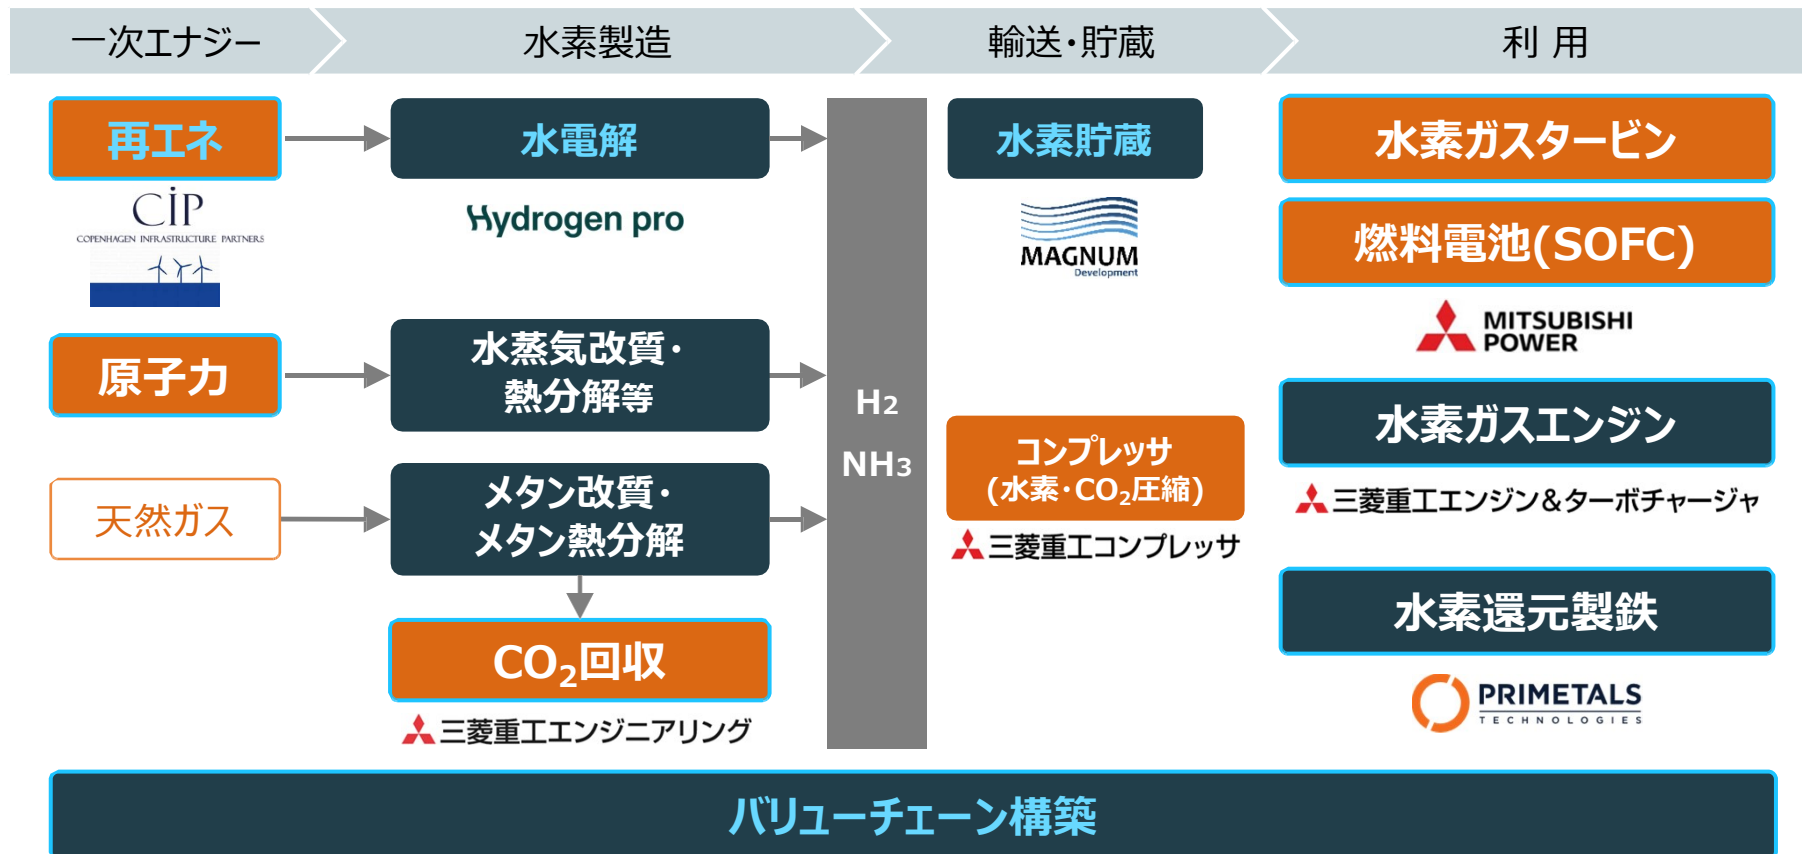 一次エナジー
水素製造
輸送・貯蔵
利 用
再エネ
CIP
COPENHAGEN INFRASTRUCTURE PARTNERS
原子力
天然ガス
水電解
Hydrogen pro
水蒸気改質・
熱分解等
メタン改質・
メタン熱分解
CO₂回収
三菱重工エンジニアリング
H2
NH3
水素貯蔵
MAGNUM
Development
コンプレッサ
(水素・CO₂圧縮)
三菱重工コンプレッサ
水素ガスタービン
燃料電池(SOFC)
MITSUBISHI
POWER
水素ガスエンジン
三菱重工エンジン&ターボチャージャ
水素還元製鉄
PRIMETALS
TECHNOLOGIES
バリューチェーン構築